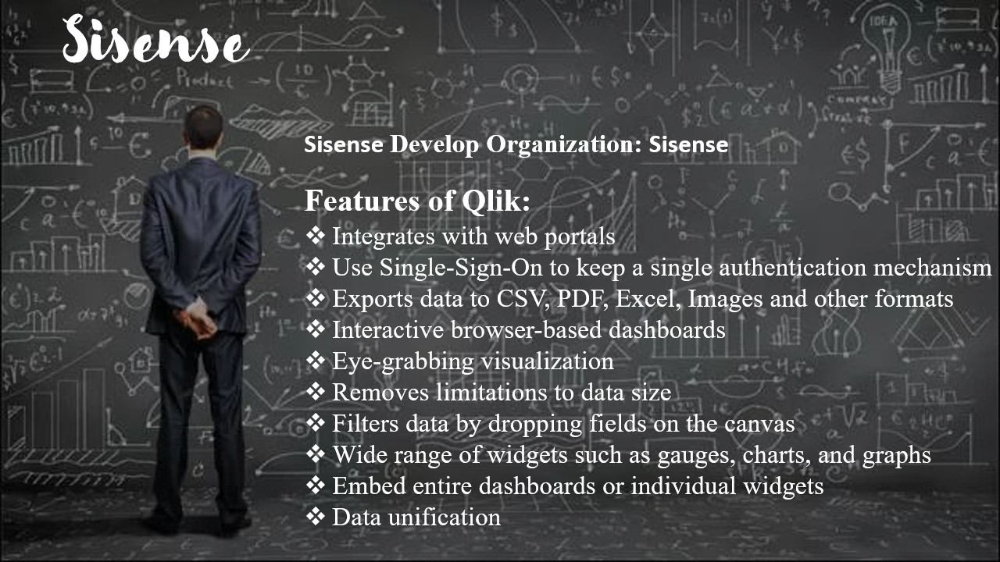 Sisense
Sisense Develop Organization: Sisense
Features of Qlik:
❖ Integrates with web portals
❖ Use Single-Sign-On to keep a single authentication mechanism
❖ Exports data to CSV, PDF, Excel, Images and other formats
❖ Interactive browser-based dashboards
❖ Eye-grabbing visualization
❖ Removes limitations to data size
❖ Filters data by dropping fields on the canvas
❖ Wide range of widgets such as gauges, charts, and graphs
❖ Embed entire dashboards or individual widgets
❖ Data unification
IDEA
Product